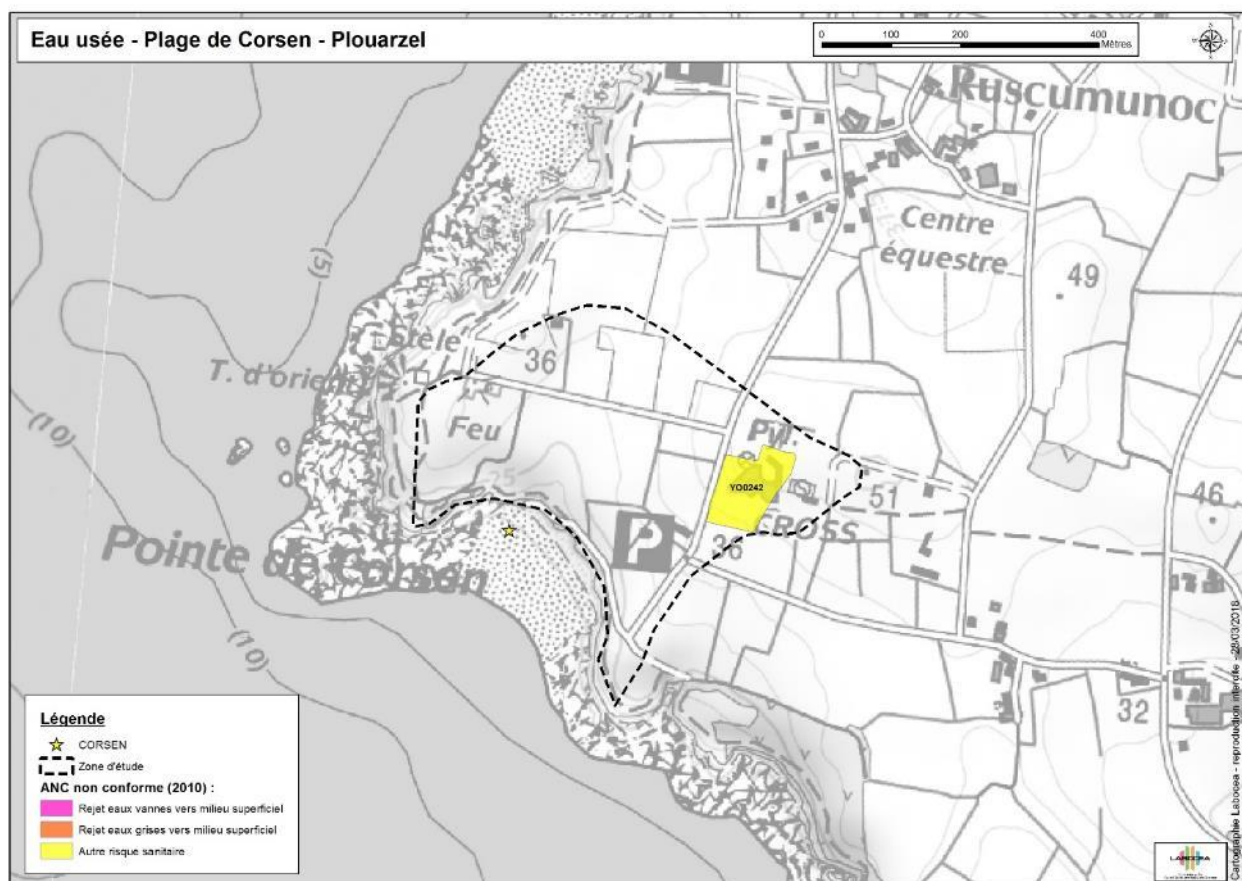 Eau usée - Plage de Corsen - Plouarzel
0 100 200 400
Mètres
Ruscumunoc
Centre
équestre
49
(5)
Stèle
36
T. d'orient
Feu
Pyl.
(10)
25
YO0242
51
46
CROSS
P
36
Pointe de Corsen
(10)
32
Légende
CORSEN
Zone d'étude
ANC non conforme (2010) :
Rejet eaux vannes vers milieu superficiel
Rejet eaux grises vers milieu superficiel
Autre risque sanitaire
LABOCEA
Cartographie Labocea - reproduction interdite - 28/03/2018